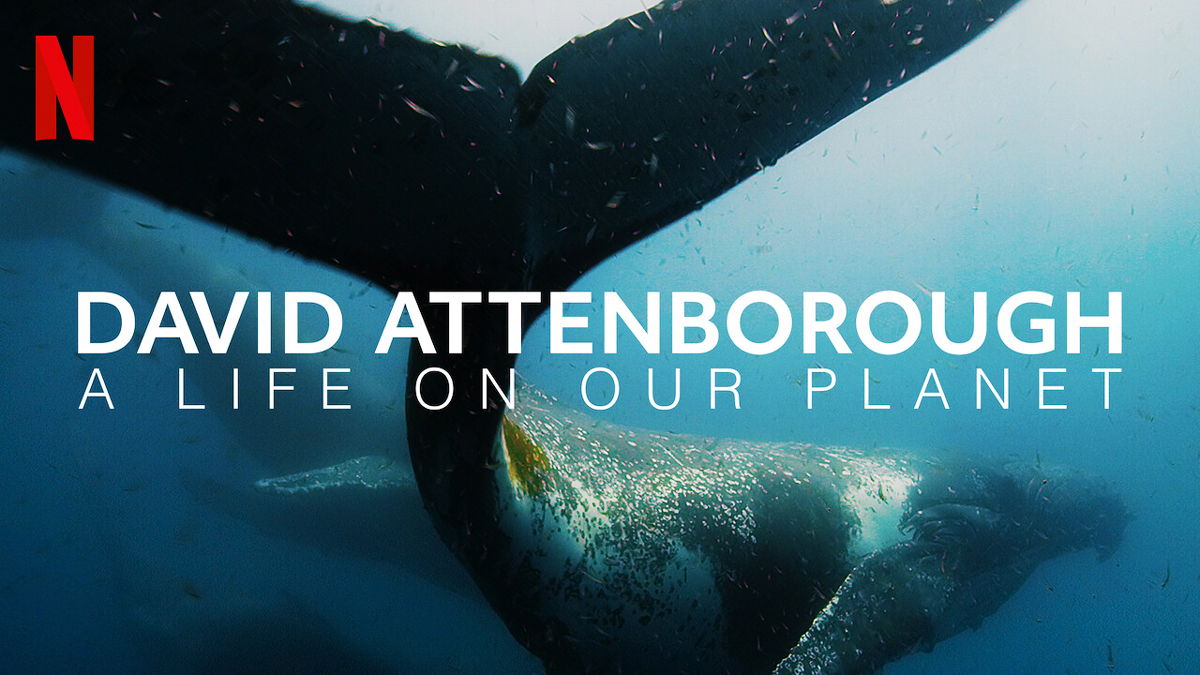 N
DAVID ATTENBOROUGH
A LIFE ON OUR PLANET